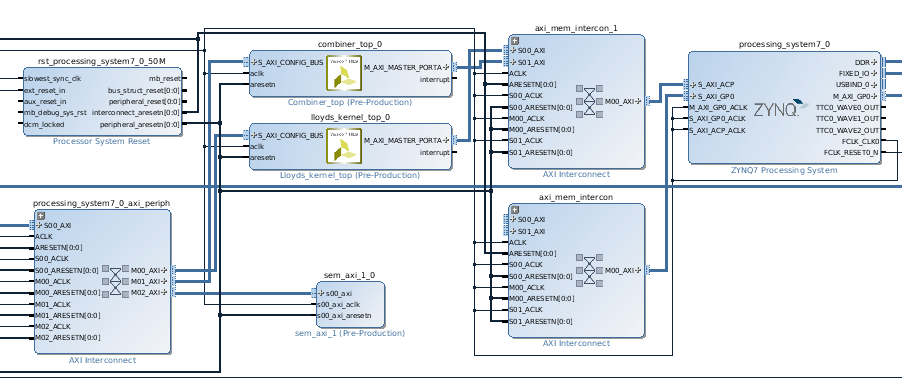 rst_processing_system7_0_50M
slowest_sync_clk
ext_reset_in
aux_reset_in
mb_debug_sys_rst
dcm_locked
mb_reset
bus_struct_reset[0:0]
peripheral_reset[0:0]
interconnect_aresetn[0:0]
peripheral_aresetn[0:0]
Processor System Reset
combiner_top_0
S_AXI_CONFIG_BUS
aclk
aresetn
M_AXI_MASTER_PORTA
interrupt
Combiner_top (Pre-Production)
lloyds_kernel_top_0
S_AXI_CONFIG_BUS
aclk
aresetn
M_AXI_MASTER_PORTA
interrupt
Lloyds_kernel_top (Pre-Production)
axi_mem_intercon_1
S00_AXI
S01_AXI
ACLK
ARESETN[0:0]
S00_ACLK
S00_ARESETN[0:0]
M00_ACLK
M00_ARESETN[0:0]
S01_ACLK
S01_ARESETN[0:0]
M00_AXI
AXI Interconnect
processing_system7_0
S_AXI_ACP
S_AXI_GP0
M_AXI_GP0_ACLK
S_AXI_GP0_ACLK
S_AXI_ACP_ACLK
ZYNQ
DDR
FIXED_IO
USBIND_0
M_AXI_GP0
TTC0_WAVE0_OUT
TTC0_WAVE1_OUT
TTC0_WAVE2_OUT
FCLK_CLK0
FCLK_RESET0_N
ZYNQ7 Processing System
processing_system7_0_axi_periph
S00_AXI
ACLK
ARESETN[0:0]
S00_ACLK
S00_ARESETN[0:0]
M00_ACLK
M00_ARESETN[0:0]
M01_ACLK
M01_ARESETN[0:0]
M02_ACLK
M02_ARESETN[0:0]
M00_AXI
M01_AXI
M02_AXI
AXI Interconnect
sem_axi_1_0
s00_axi
s00_axi_aclk
s00_axi_aresetn
sem_axi_1 (Pre-Production)
axi_mem_intercon
S00_AXI
S01_AXI
ACLK
ARESETN[0:0]
S00_ACLK
S00_ARESETN[0:0]
M00_ACLK
M00_ARESETN[0:0]
S01_ACLK
S01_ARESETN[0:0]
M00_AXI
AXI Interconnect